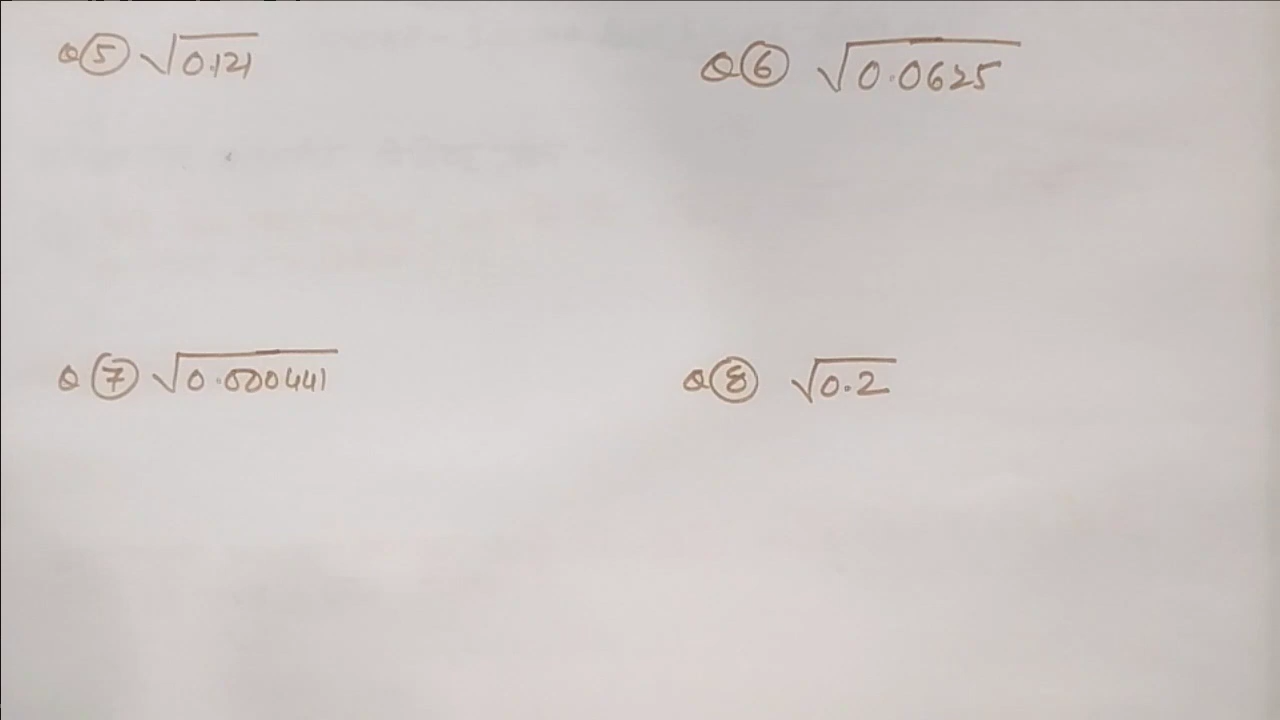 Q⑤ √0.121
Q⑥ √0.0625
Q⑦ √0.000441
Q⑧ √0.2